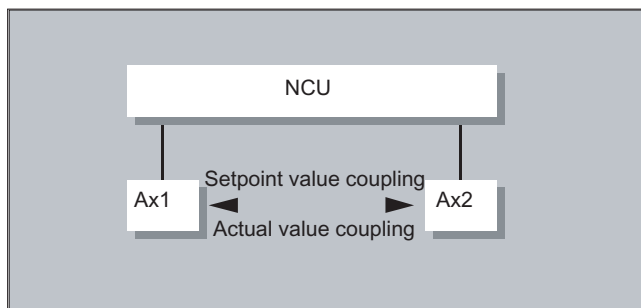 NCU
Setpoint value coupling
Ax1
Ax2
Actual value coupling